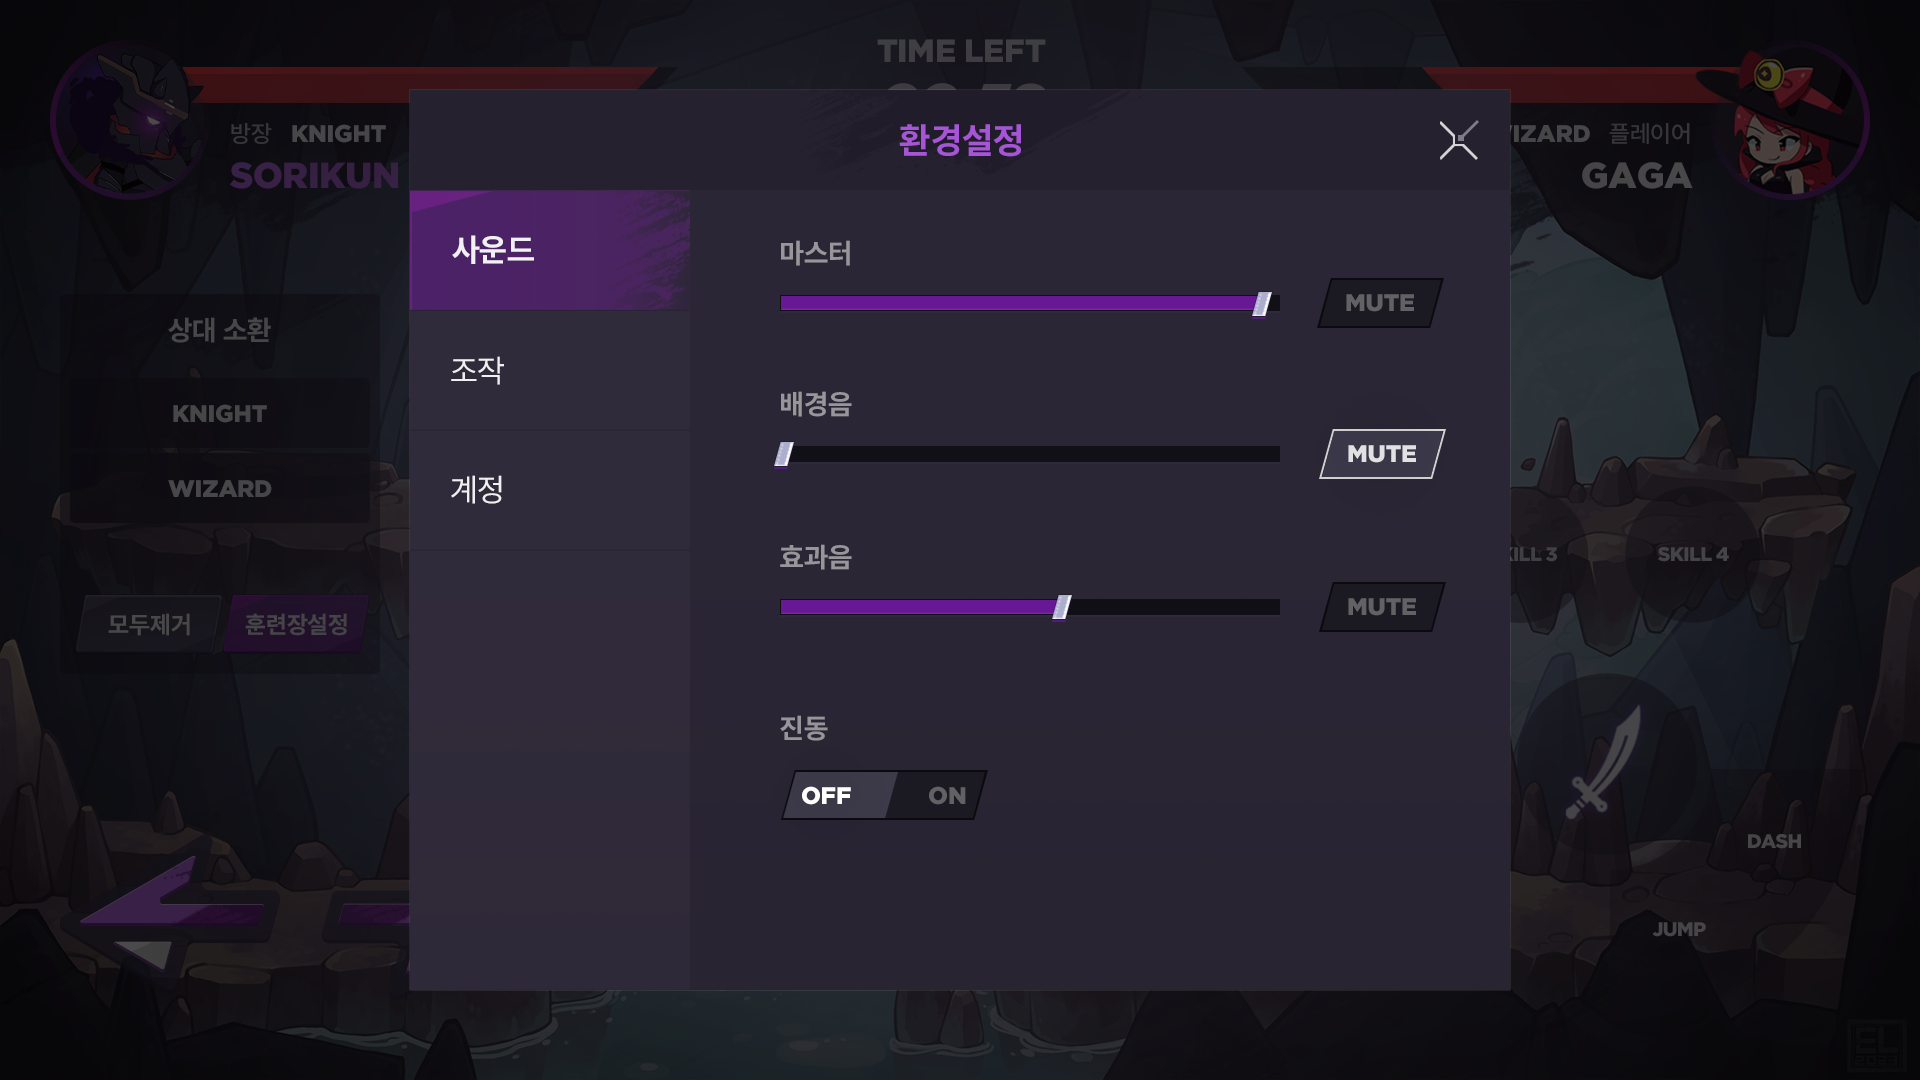 TIME LEFT
방장 KNIGHT
SORIKUN
플레이어
GAGA
환경설정
사운드
조작
계정
마스터
MUTE
배경음
MUTE
효과음
MUTE
진동
OFF ON
상대 소환
KNIGHT
WIZARD
모두제거 훈련장설정
SKILL 4
DASH
JUMP